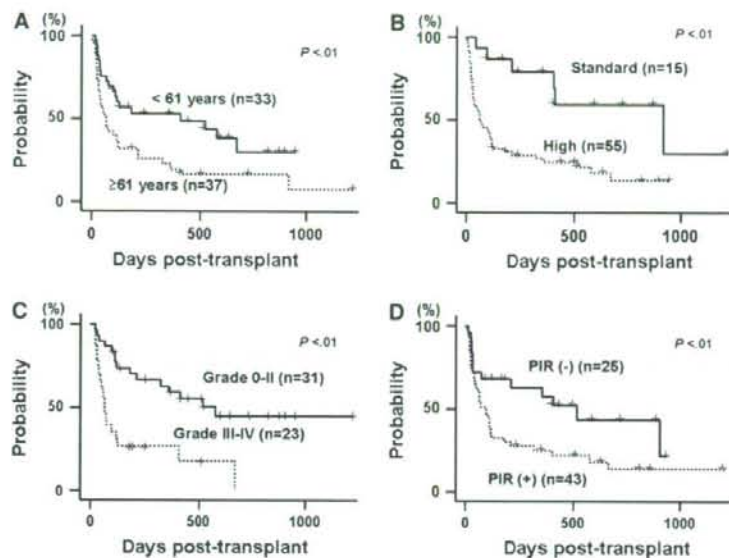 A
(%)
100
50
0
Probability
P <.01
< 61 years (n=33)
≥61 years (n=37)
0
500
1000
Days post-transplant
B
(%)
100
50
0
Probability
P <.01
Standard (n=15)
High (n=55)
0
500
1000
Days post-transplant
C
(%)
100
50
0
Probability
P <.01
Grade 0-II (n=31)
Grade III-IV (n=23)
0
500
1000
Days post-transplant
D
(%)
100
50
0
Probability
P <.01
PIR (-) (n=25)
PIR (+) (n=43)
0
500
1000
Days post-transplant